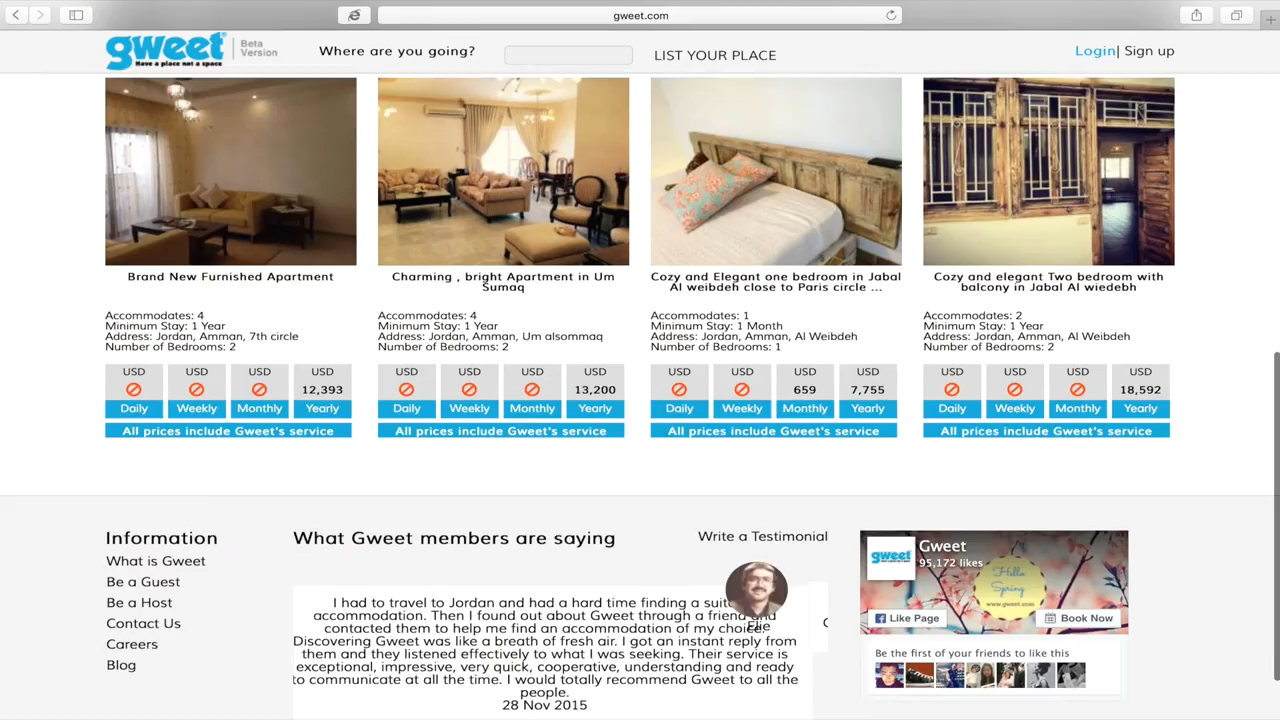 gweet.com
gweet
Have a place not a space
Beta
Version
Where are you going?
LIST YOUR PLACE
Login| Sign up
Brand New Furnished Apartment
Accommodates: 4
Minimum Stay: 1 Year
Address: Jordan, Amman, 7th circle
Number of Bedrooms: 2
USD USD USD USD
12,393
Daily Weekly Monthly Yearly
All prices include Gweet's service
Charming , bright Apartment in Um
Sumaq
Accommodates: 4
Minimum Stay: 1 Year
Address: Jordan, Amman, Um alsommaq
Number of Bedrooms: 2
USD USD USD USD
13,200
Daily Weekly Monthly Yearly
All prices include Gweet's service
Cozy and Elegant one bedroom in Jabal
Al weibdeh close to Paris circle ...
Accommodates: 1
Minimum Stay: 1 Month
Address: Jordan, Amman, Al Weibdeh
Number of Bedrooms: 1
USD USD USD USD
659 7,755
Daily Weekly Monthly Yearly
All prices include Gweet's service
Cozy and elegant Two bedroom with
balcony in Jabal Al wiedebh
Accommodates: 2
Minimum Stay: 1 Year
Address: Jordan, Amman, Al Weibdeh
Number of Bedrooms: 2
USD USD USD USD
18,592
Daily Weekly Monthly Yearly
All prices include Gweet's service
Information
What is Gweet
Be a Guest
Be a Host
Contact Us
Careers
Blog
What Gweet members are saying
Write a Testimonial
Elie
I had to travel to Jordan and had a hard time finding a
accommodation. Then I found out about Gweet through a friend and
contacted them to help me find an accommodation of my choice.
Discovering Gweet was like a breath of fresh air. I got an instant reply from
them and they listened effectively to what I was seeking. Their service is
exceptional, impressive, very quick, cooperative, understanding and ready
to communicate at all the time. I would totally recommend Gweet to all the
people.
28 Nov 2015
gweet
Gweet
95,172 likes
Hello
Spring
www.gweet.com
Like Page
Book Now
Be the first of your friends to like this